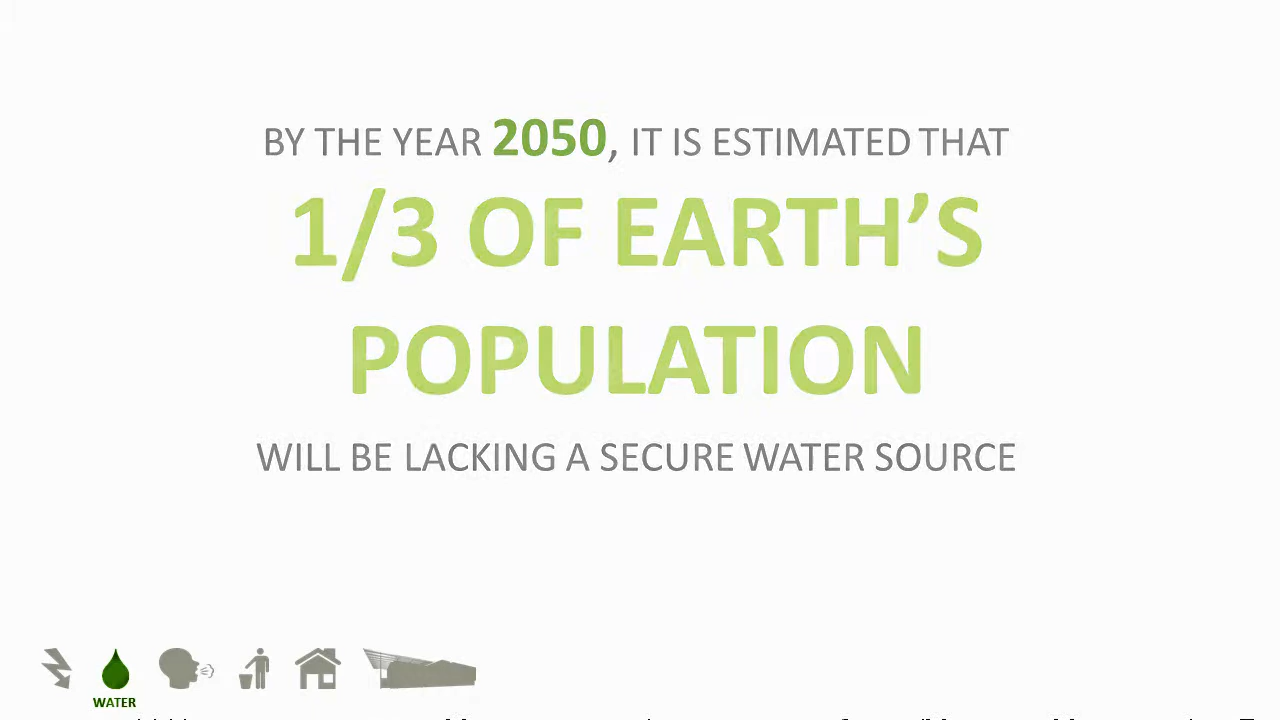 BY THE YEAR 2050, IT IS ESTIMATED THAT
1/3 OF EARTH’S
POPULATION
WILL BE LACKING A SECURE WATER SOURCE
WATER